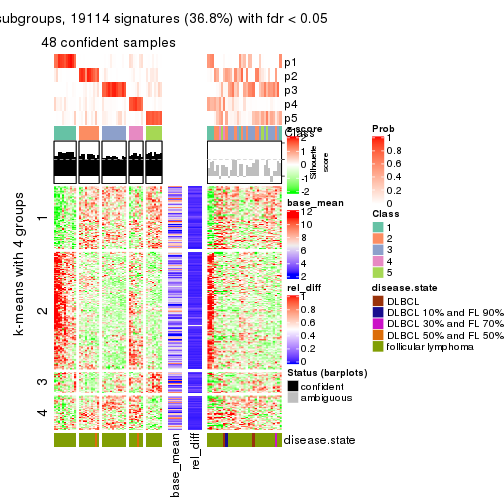 subgroups, 19114 signatures (36.8%) with fdr < 0.05
48 confident samples
p1
p2
p3
p4
p5
Class
Silhouette
score
k-means with 4 groups
1
2
3
4
base_mean
rel_diff
disease.state
z-score
2
1
0
-1
-2
base_mean
12
10
8
6
4
2
rel_diff
1
0.8
0.6
0.4
0.2
0
Status (barplots)
confident
ambiguous
Prob
1
0.8
0.6
0.4
0.2
0
Class
1
2
3
4
5
disease.state
DLBCL
DLBCL 10% and FL 90%
DLBCL 30% and FL 70%
DLBCL 50% and FL 50%
follicular lymphoma